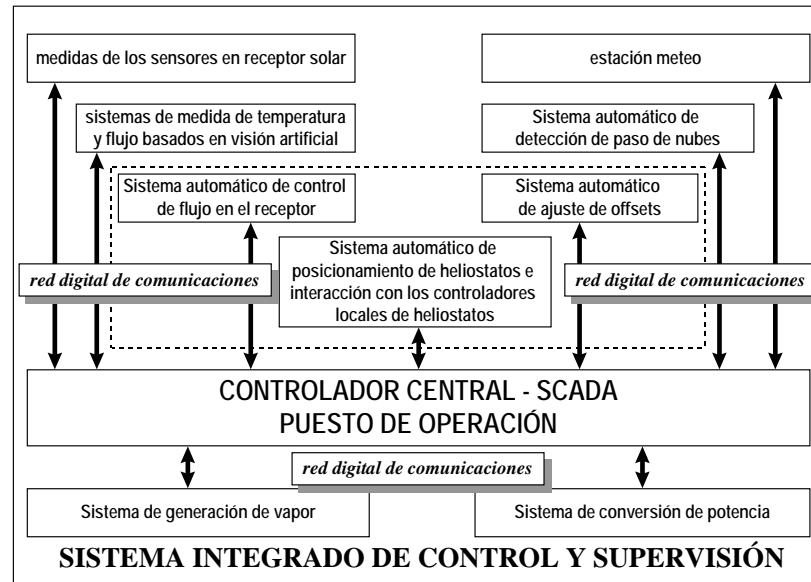 medidas de los sensores en receptor solar
estación meteo
sistemas de medida de temperatura
y flujo basados en visión artificial
Sistema automático de
detección de paso de nubes
Sistema automático de control
de flujo en el receptor
Sistema automático
de ajuste de offsets
Sistema automático de
posicionamiento de heliostatos e
interacción con los controladores
locales de heliostatos
red digital de comunicaciones
red digital de comunicaciones
CONTROLADOR CENTRAL - SCADA
PUESTO DE OPERACIÓN
red digital de comunicaciones
Sistema de generación de vapor
Sistema de conversión de potencia
SISTEMA INTEGRADO DE CONTROL Y SUPERVISIÓN